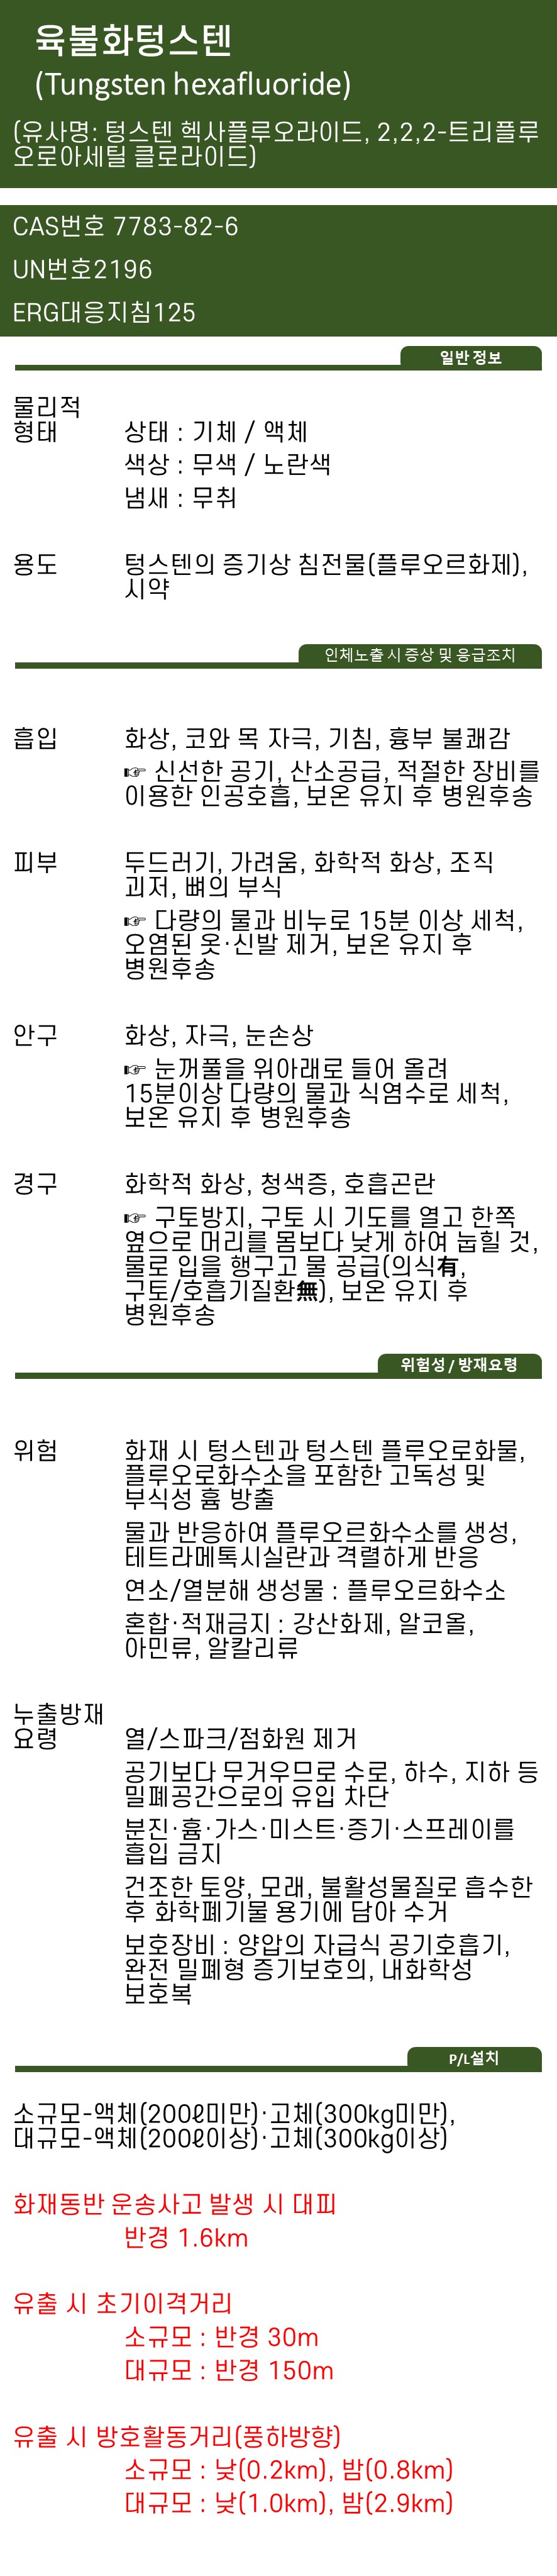 육불화텅스텐
(Tungsten hexafluoride)
(유사명: 텅스텐 헥사플루오라이드, 2,2,2-트리플루
오로아세틸 클로라이드)
CAS번호 7783-82-6
UN번호2196
ERG대응지침125
일반 정보
물리적
형태
상태 : 기체 / 액체
색상 : 무색 / 노란색
냄새 : 무취
용도
텅스텐의 증기상 침전물(플루오르화제),
시약
인체노출 시 증상 및 응급조치
흡입
화상, 코와 목 자극, 기침, 흉부 불쾌감
☞ 신선한 공기, 산소공급, 적절한 장비를
이용한 인공호흡, 보온 유지 후 병원후송
피부
두드러기, 가려움, 화학적 화상, 조직
괴저, 뼈의 부식
☞ 다량의 물과 비누로 15분 이상 세척,
오염된 옷·신발 제거, 보온 유지 후
병원후송
안구
화상, 자극, 눈손상
☞ 눈꺼풀을 위아래로 들어 올려
15분이상 다량의 물과 식염수로 세척,
보온 유지 후 병원후송
경구
화학적 화상, 청색증, 호흡곤란
☞ 구토방지, 구토 시 기도를 열고 한쪽
옆으로 머리를 몸보다 낮게 하여 눕힐 것,
물로 입을 헹구고 물 공급(의식有,
구토/호흡기질환無), 보온 유지 후
병원후송
위험성 / 방재요령
위험
화재 시 텅스텐과 텅스텐 플루오로화물,
플루오로화수소을 포함한 고독성 및
부식성 흄 방출
물과 반응하여 플루오르화수소를 생성,
테트라메톡시실란과 격렬하게 반응
연소/열분해 생성물 : 플루오르화수소
혼합·적재금지 : 강산화제, 알코올,
아민류, 알칼리류
누출방재
요령
열/스파크/점화원 제거
공기보다 무거우므로 수로, 하수, 지하 등
밀폐공간으로의 유입 차단
분진·흄·가스·미스트·증기·스프레이를
흡입 금지
건조한 토양, 모래, 불활성물질로 흡수한
후 화학폐기물 용기에 담아 수거
보호장비 : 양압의 자급식 공기호흡기,
완전 밀폐형 증기보호의, 내화학성
보호복
P/L설치
소규모-액체(200ℓ미만)·고체(300kg미만),
대규모-액체(200ℓ이상)·고체(300kg이상)
화재동반 운송사고 발생 시 대피
반경 1.6km
유출 시 초기이격거리
소규모 : 반경 30m
대규모 : 반경 150m
유출 시 방호활동거리(풍하방향)
소규모 : 낮(0.2km), 밤(0.8km)
대규모 : 낮(1.0km), 밤(2.9km)